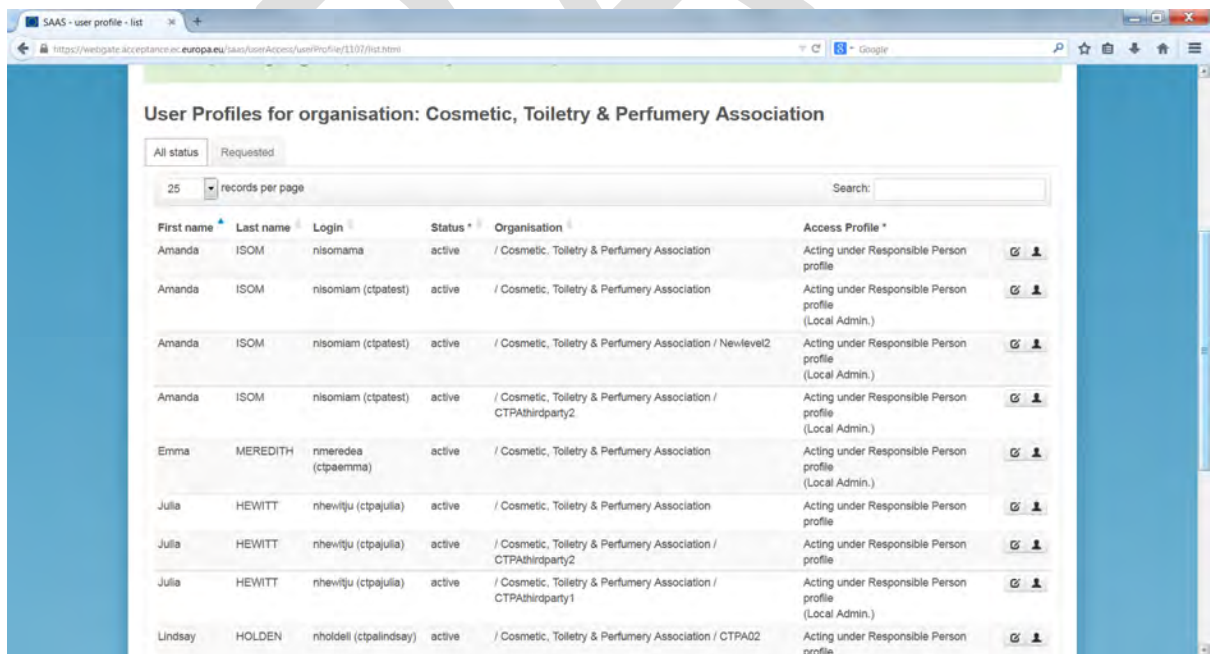 SAAS - user profile - list
https://webgate.acceptance.ec.europa.eu/saas/userAccess/userProfile/1107/list.html
Google
User Profiles for organisation: Cosmetic, Toiletry & Perfumery Association
All status Requested
25 records per page Search:
First name Last name Login Status * Organisation Access Profile *
Amanda ISOM nisomama active / Cosmetic, Toiletry & Perfumery Association Acting under Responsible Person
profile
Amanda ISOM nisomiam (ctpatest) active / Cosmetic, Toiletry & Perfumery Association Acting under Responsible Person
profile
(Local Admin.)
Amanda ISOM nisomiam (ctpatest) active / Cosmetic, Toiletry & Perfumery Association / Newlevel2 Acting under Responsible Person
profile
(Local Admin.)
Amanda ISOM nisomiam (ctpatest) active / Cosmetic, Toiletry & Perfumery Association / Acting under Responsible Person
CTPAthirdparty2 profile
(Local Admin.)
Emma MEREDITH nmeredea active / Cosmetic, Toiletry & Perfumery Association Acting under Responsible Person
(ctpaemma) profile
(Local Admin.)
Julia HEWITT nhewitju (ctpajulia) active / Cosmetic, Toiletry & Perfumery Association Acting under Responsible Person
profile
Julia HEWITT nhewitju (ctpajulia) active / Cosmetic, Toiletry & Perfumery Association / Acting under Responsible Person
CTPAthirdparty2 profile
Julia HEWITT nhewitju (ctpajulia) active / Cosmetic, Toiletry & Perfumery Association / Acting under Responsible Person
CTPAthirdparty1 profile
(Local Admin.)
Lindsay HOLDEN nholdeli (ctpalindsay) active / Cosmetic, Toiletry & Perfumery Association / CTPA02 Acting under Responsible Person
profile